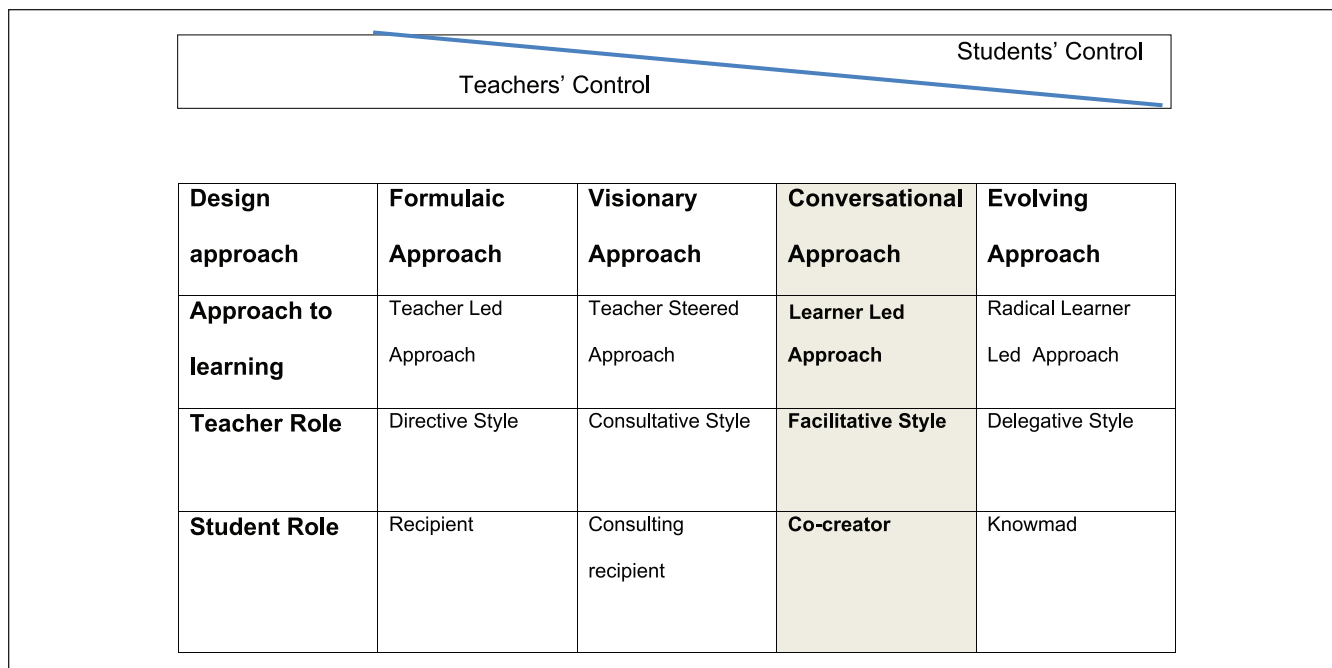 Students’ Control
Teachers’ Control
Design
approach
Formulaic
Approach
Visionary
Approach
Conversational
Approach
Evolving
Approach
Approach to
learning
Teacher Led
Approach
Teacher Steered
Approach
Learner Led
Approach
Radical Learner
Led Approach
Teacher Role
Directive Style
Consultative Style
Facilitative Style
Delegative Style
Student Role
Recipient
Consulting
recipient
Co-creator
Knowmad